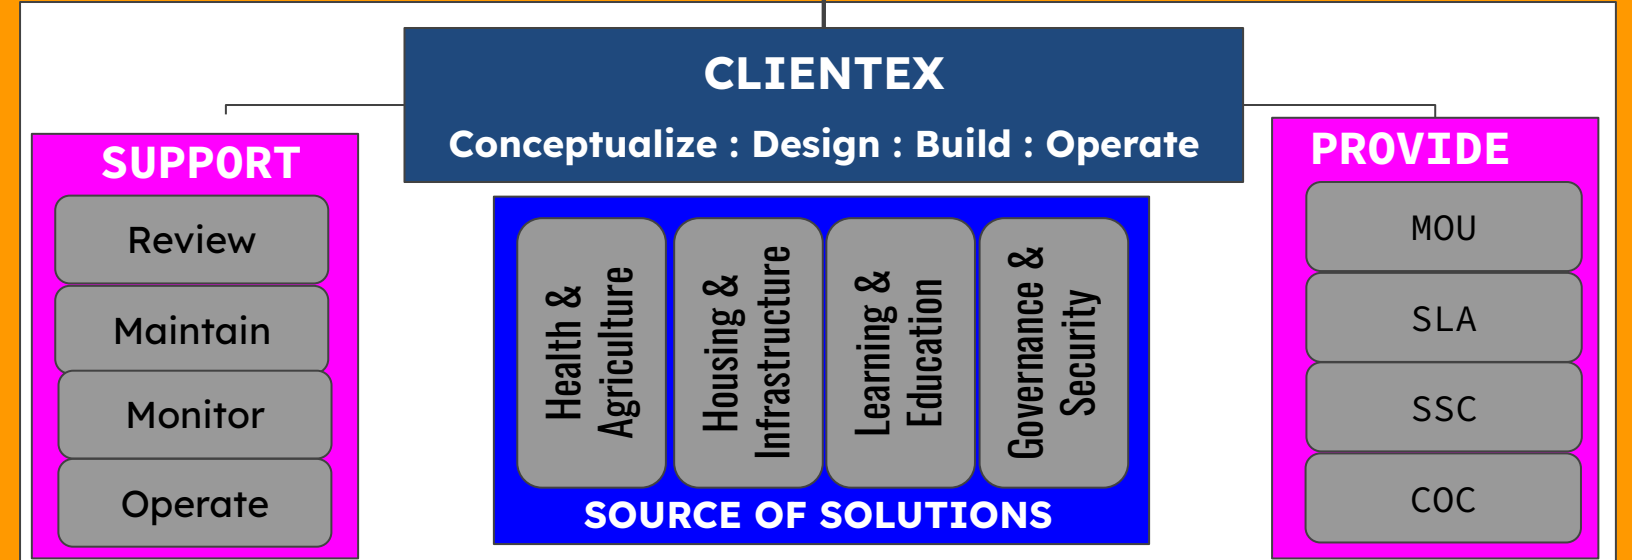 CLIENTEX
Conceptualize : Design : Build : Operate
SUPPORT
Review
Maintain
Monitor
Operate
Health &
Agriculture
Housing &
Infrastructure
Learning &
Education
Governance &
Security
SOURCE OF SOLUTIONS
PROVIDE
MOU
SLA
SSC
COC